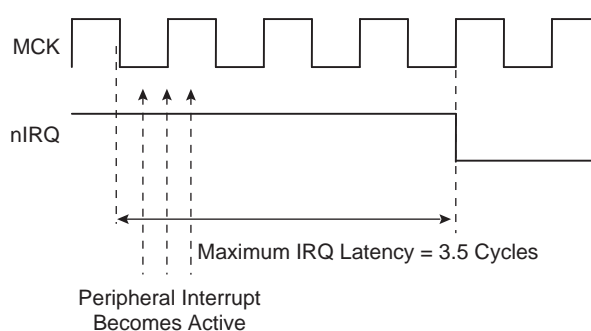 MCK
nIRQ
Maximum IRQ Latency = 3.5 Cycles
Peripheral Interrupt
Becomes Active